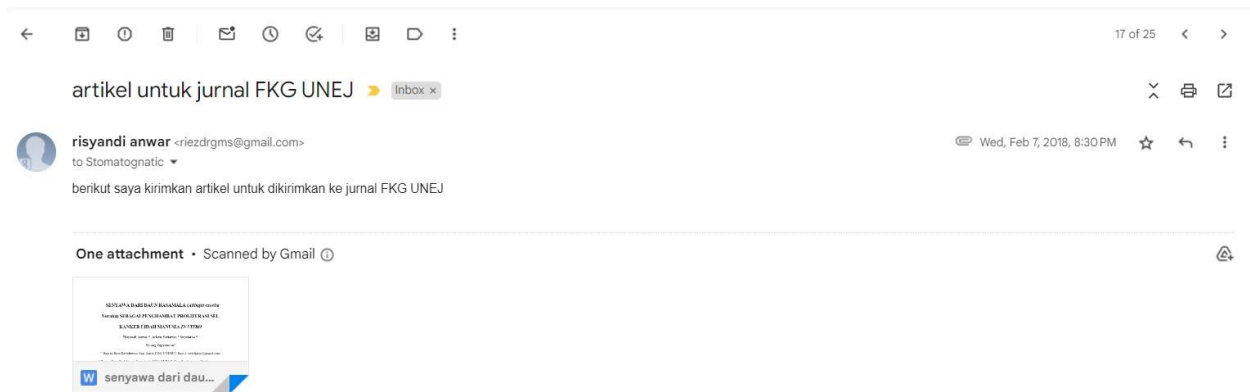 17 of 25
artikel untuk jurnal FKG UNEJ Inbox ×
risyandi anwar <riezdrgms@gmail.com> Wed, Feb 7, 2018, 8:30 PM
to Stomatognatic
berikut saya kirimkan artikel untuk dikirimkan ke jurnal FKG UNEJ
One attachment • Scanned by Gmail
SENYAWA DARI DAUN RASAMALA
SEBAGAI PENGHAMBAT PROLIFERASI SEL
KANKER LIDAH MANUSIA IN VITRO
W senyawa dari dau...